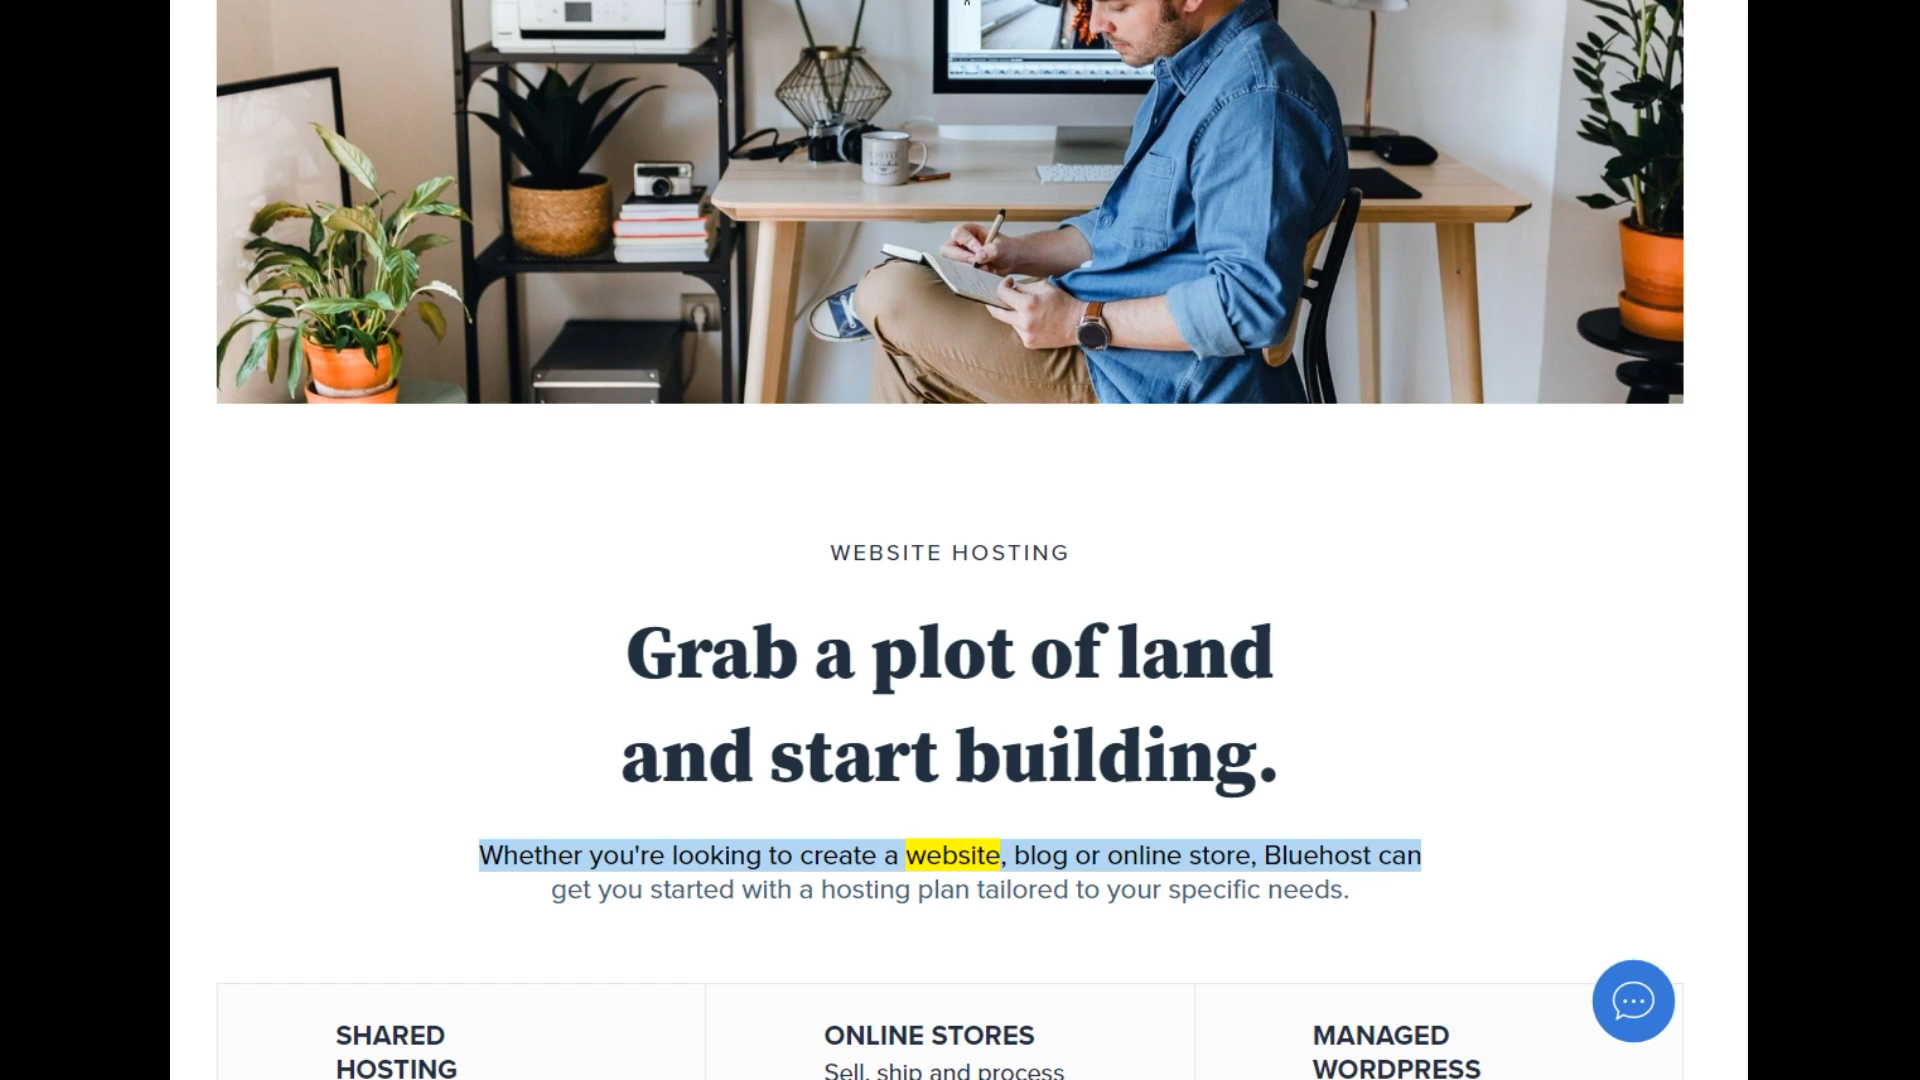 COFFEE
WEBSITE HOSTING
Grab a plot of land
and start building.
Whether you're looking to create a website, blog or online store, Bluehost can
get you started with a hosting plan tailored to your specific needs.
SHARED
HOSTING
ONLINE STORES
Sell, ship and process
MANAGED
WORDPRESS